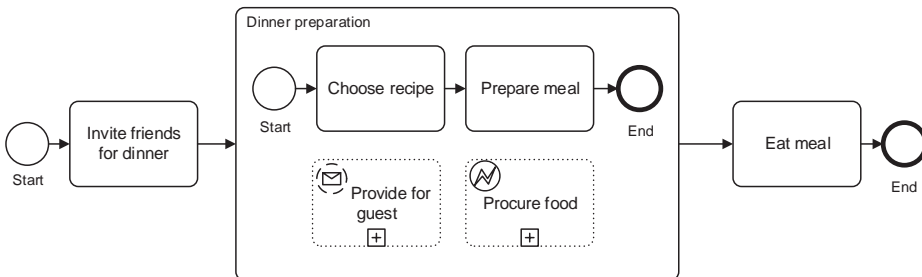 Dinner preparation
Choose recipe
Prepare meal
Start
End
Invite friends
for dinner
Start
Provide for
guest
Procure food
Eat meal
End